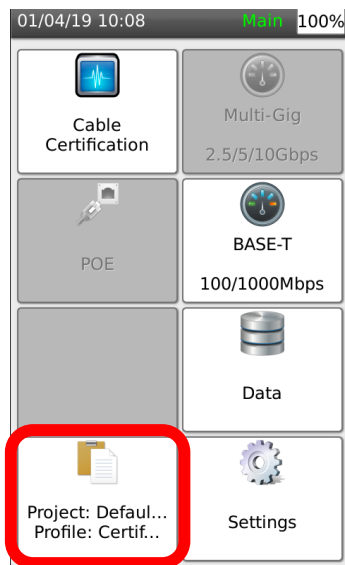 01/04/19 10:08 Main 100%
Cable
Certification
Multi-Gig
2.5/5/10Gbps
POE
BASE-T
100/1000Mbps
Data
Project: Defaul...
Profile: Certif...
Settings